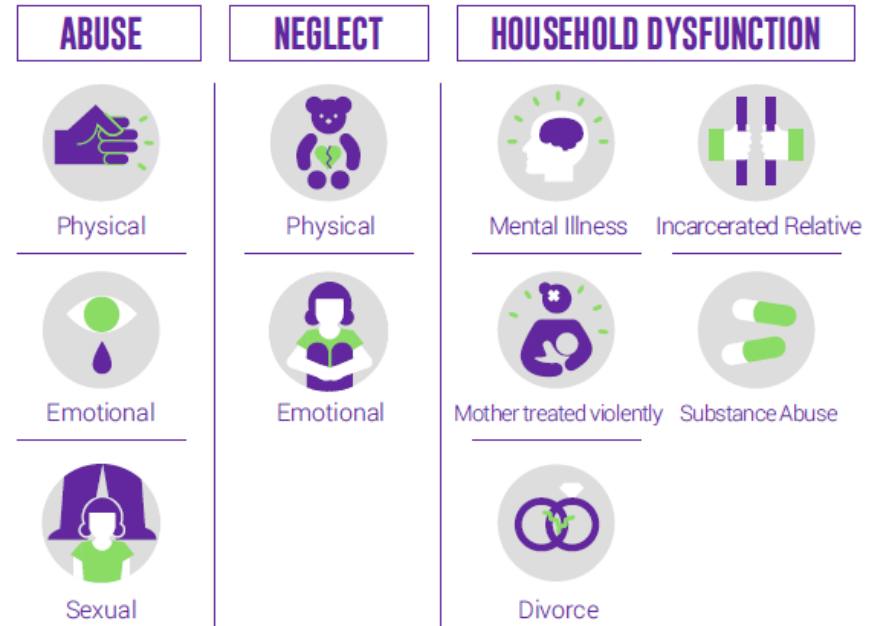 ABUSE
NEGLECT
HOUSEHOLD DYSFUNCTION
Physical
Emotional
Sexual
Physical
Emotional
Mental Illness
Incarcerated Relative
Mother treated violently
Substance Abuse
Divorce